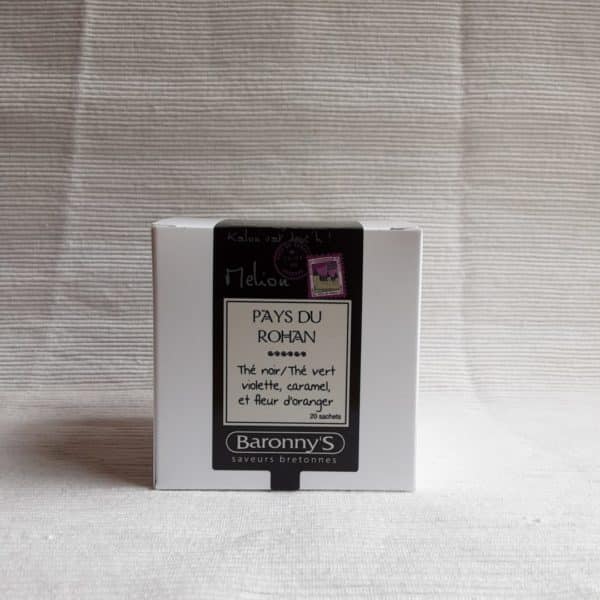 Melion
PAYS DU
ROHAN
Thé noir/Thé vert
violette, caramel,
et fleur d'oranger
20 sachets
Baronny'S
saveurs bretonnes